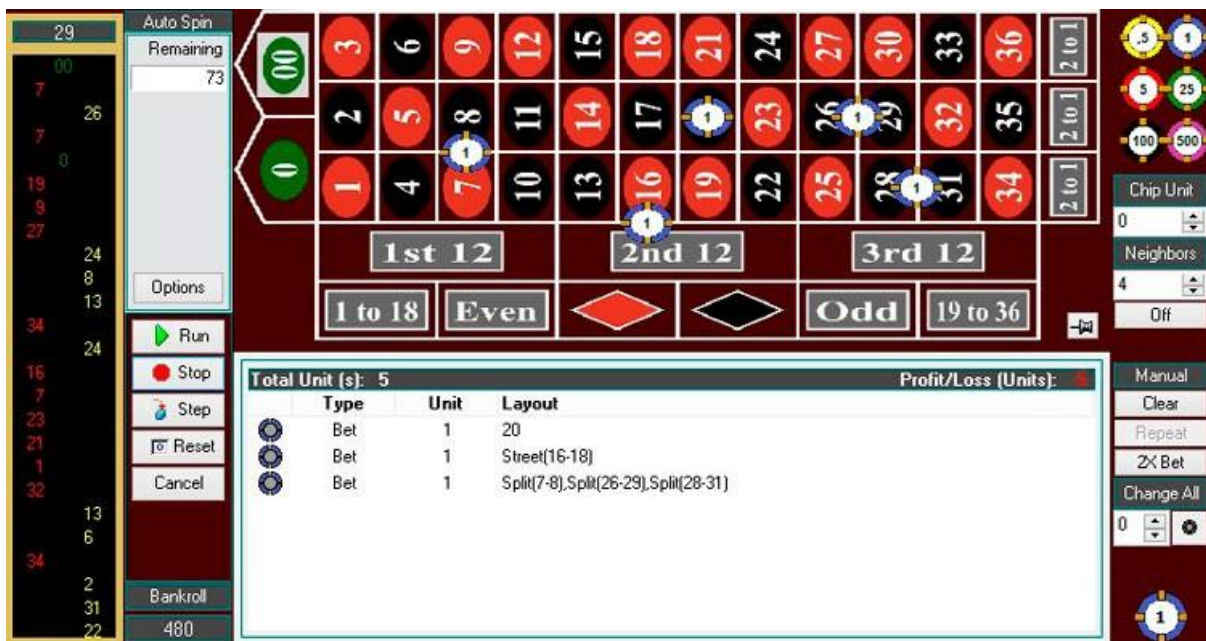 29
00
7
26
7
0
19
9
27
24
8
13
34
24
16
7
23
21
1
32
13
6
34
2
31
22
Auto Spin
Remaining
73
Options
Run
Stop
Step
Reset
Cancel
Bankroll
480
00 3 6 9 12 15 18 21 24 27 30 33 36 2 to 1
2 5 8 11 14 17 1 23 26 1 29 32 35 2 to 1
1
0 1 4 7 10 13 16 19 22 25 28 1 31 34 2 to 1
1
1st 12 2nd 12 3rd 12
1 to 18 Even Odd 19 to 36
Total Unit (s): 5 Profit/Loss (Units):
Type Unit Layout
Bet 1 20
Bet 1 Street(16-18)
Bet 1 Split(7-8),Split(26-29),Split(28-31)
.5 1
5 25
100 500
Chip Unit
0
Neighbors
4
Off
Manual
Clear
Repeat
2X Bet
Change All
0
1